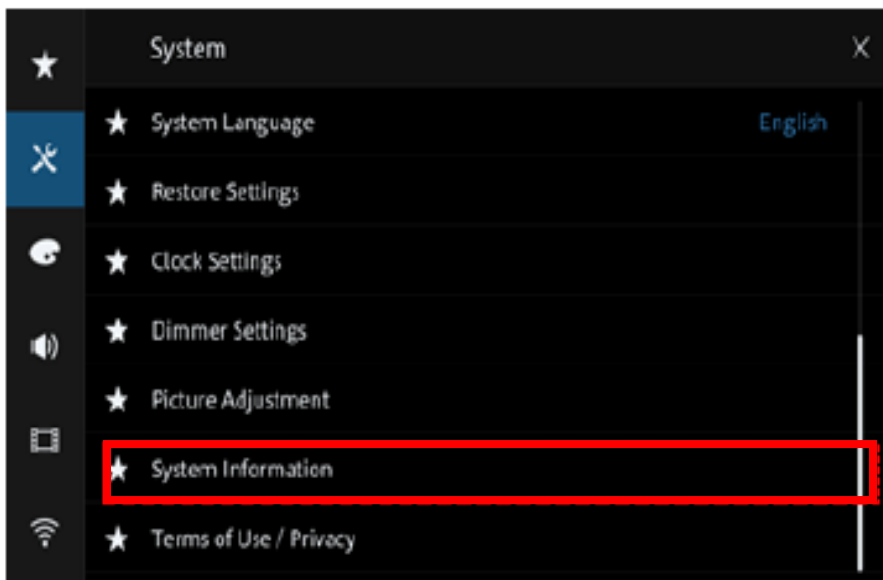 System
X
System Language
English
Restore Settings
Clock Settings
Dimmer Settings
Picture Adjustment
System Information
Terms of Use / Privacy